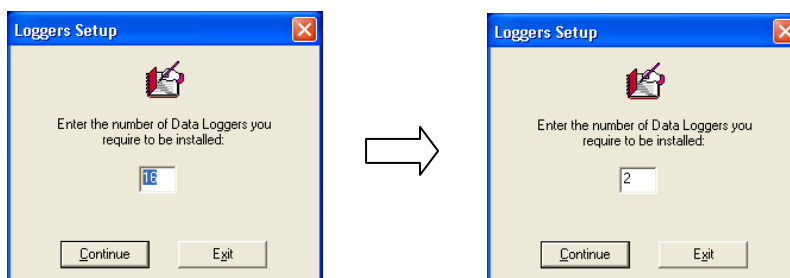 Loggers Setup
Enter the number of Data Loggers you
require to be installed:
16
Continue
Exit
Loggers Setup
Enter the number of Data Loggers you
require to be installed:
2
Continue
Exit